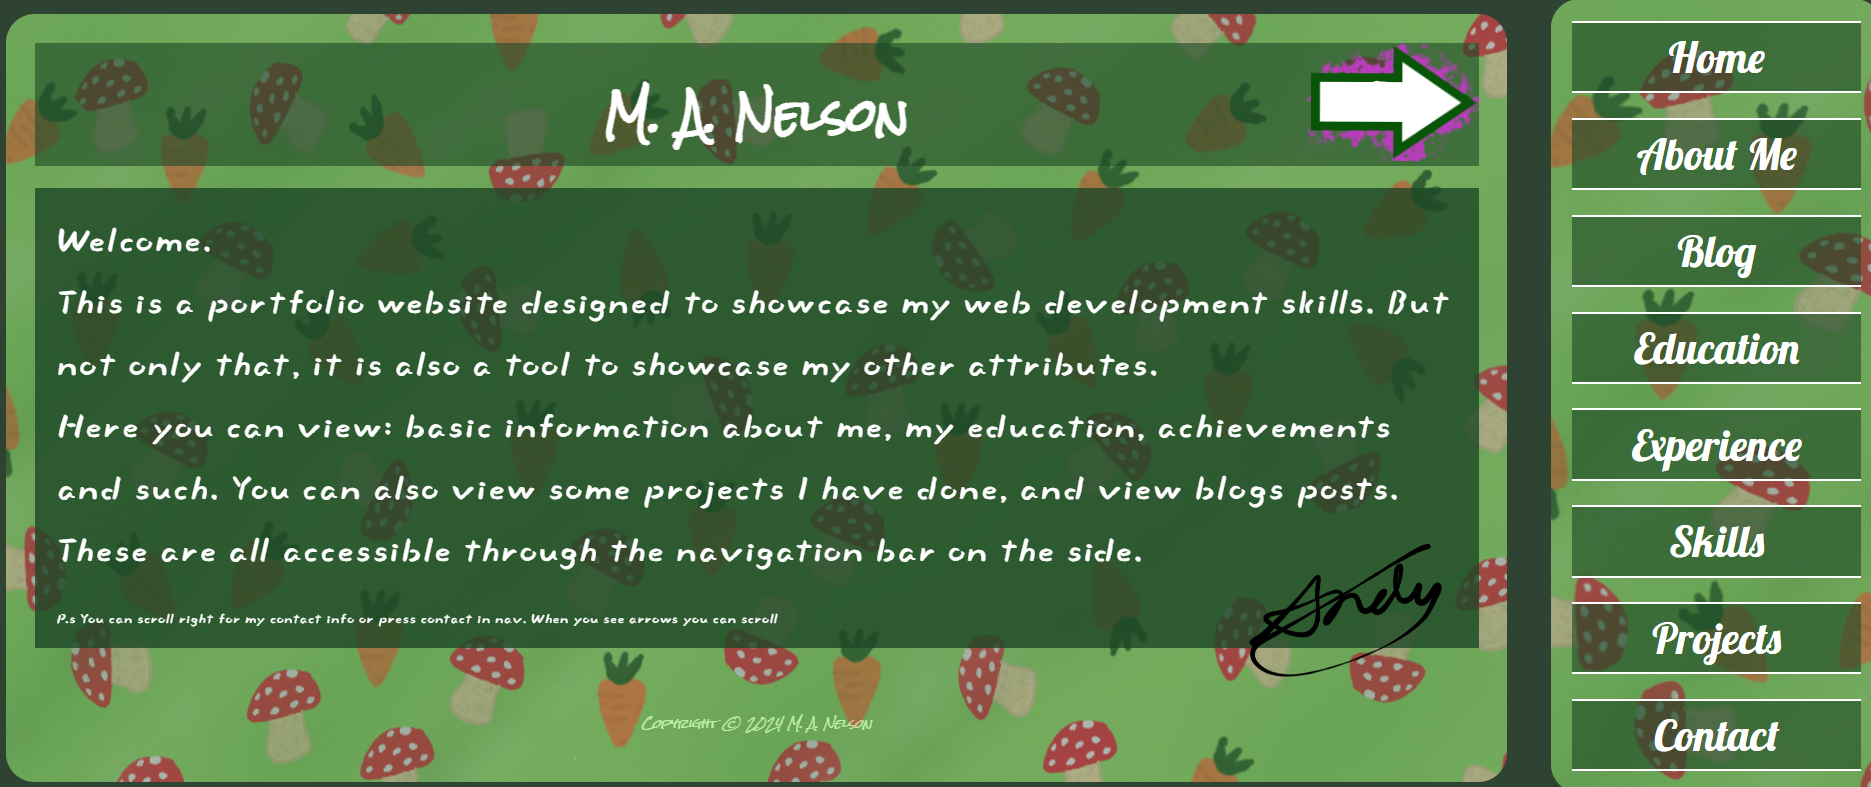 M. A. Nelson
Welcome.
This is a portfolio website designed to showcase my web development skills. But
not only that, it is also a tool to showcase my other attributes.
Here you can view: basic information about me, my education, achievements
and such. You can also view some projects I have done, and view blogs posts.
These are all accessible through the navigation bar on the side.
P.s You can scroll right for my contact info or press contact in nav. When you see arrows you can scroll
Andy
Copyright © 2024 M. A. Nelson
Home
About Me
Blog
Education
Experience
Skills
Projects
Contact